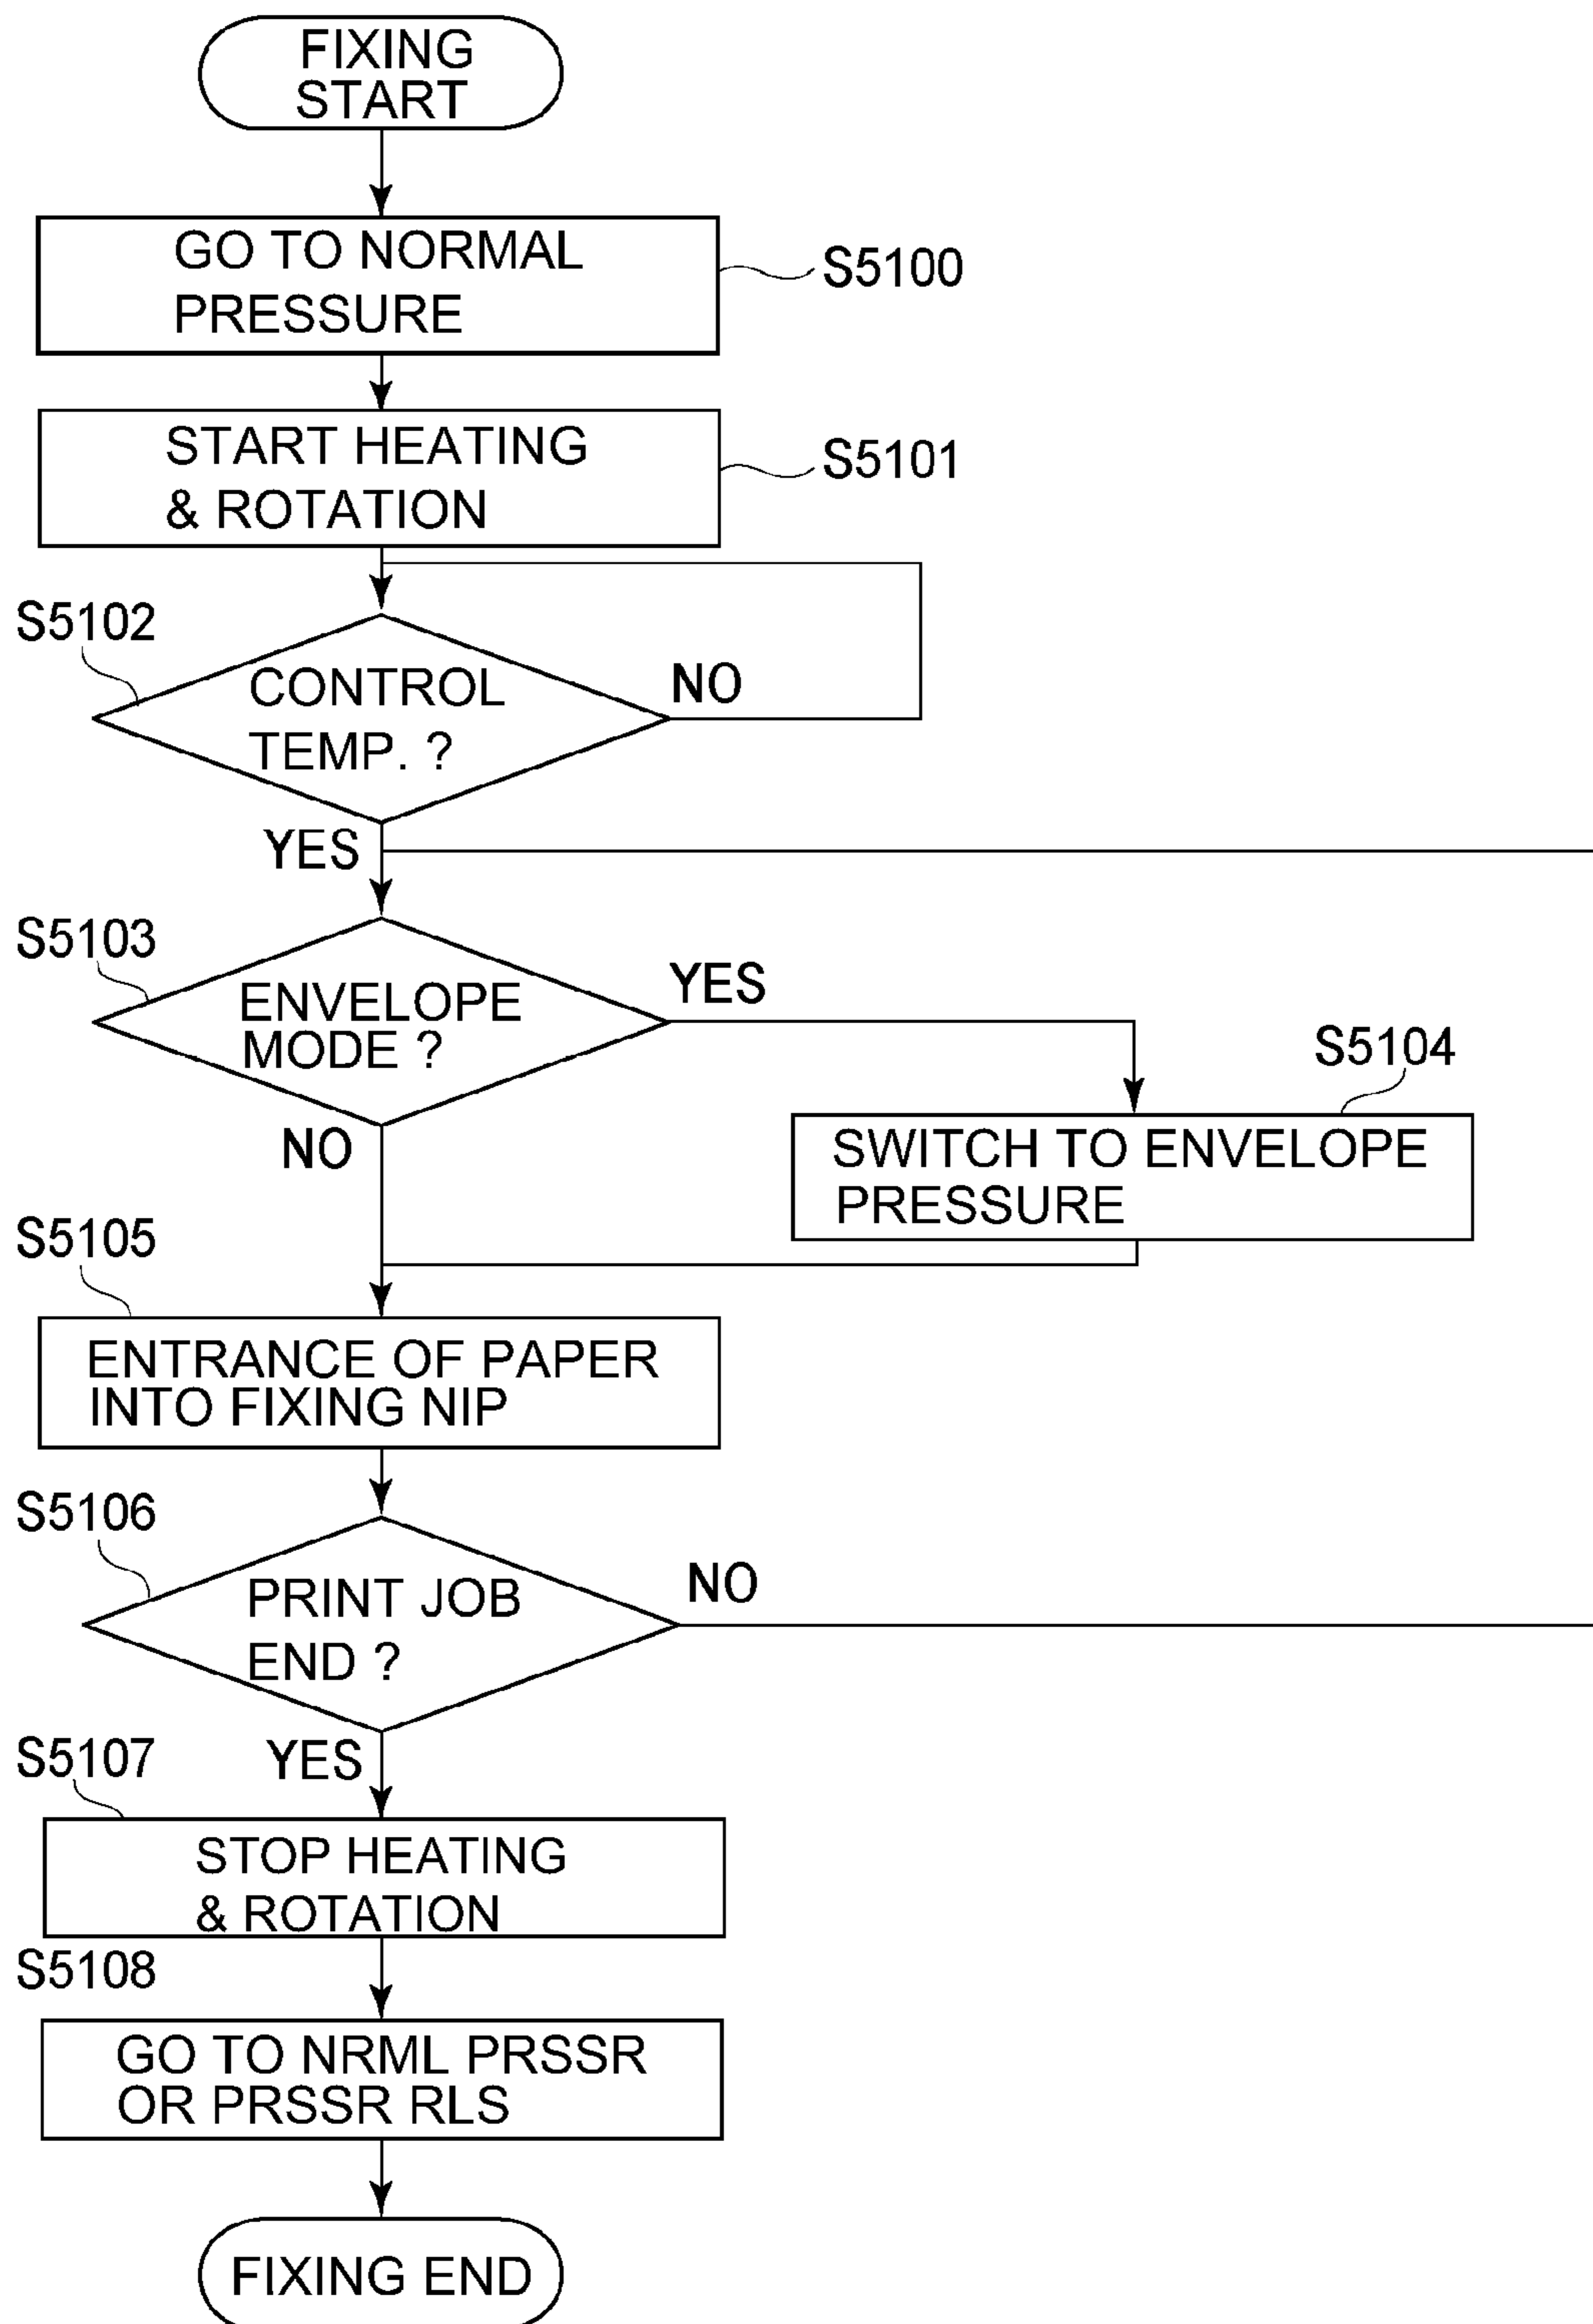 FIXING
START
GO TO NORMAL
PRESSURE
S5100
START HEATING
& ROTATION
S5101
S5102
CONTROL
TEMP. ?
NO
YES
S5103
ENVELOPE
MODE ?
YES
NO
S5104
SWITCH TO ENVELOPE
PRESSURE
S5105
ENTRANCE OF PAPER
INTO FIXING NIP
S5106
PRINT JOB
END ?
NO
YES
S5107
STOP HEATING
& ROTATION
S5108
GO TO NRML PRSSR
OR PRSSR RLS
FIXING END